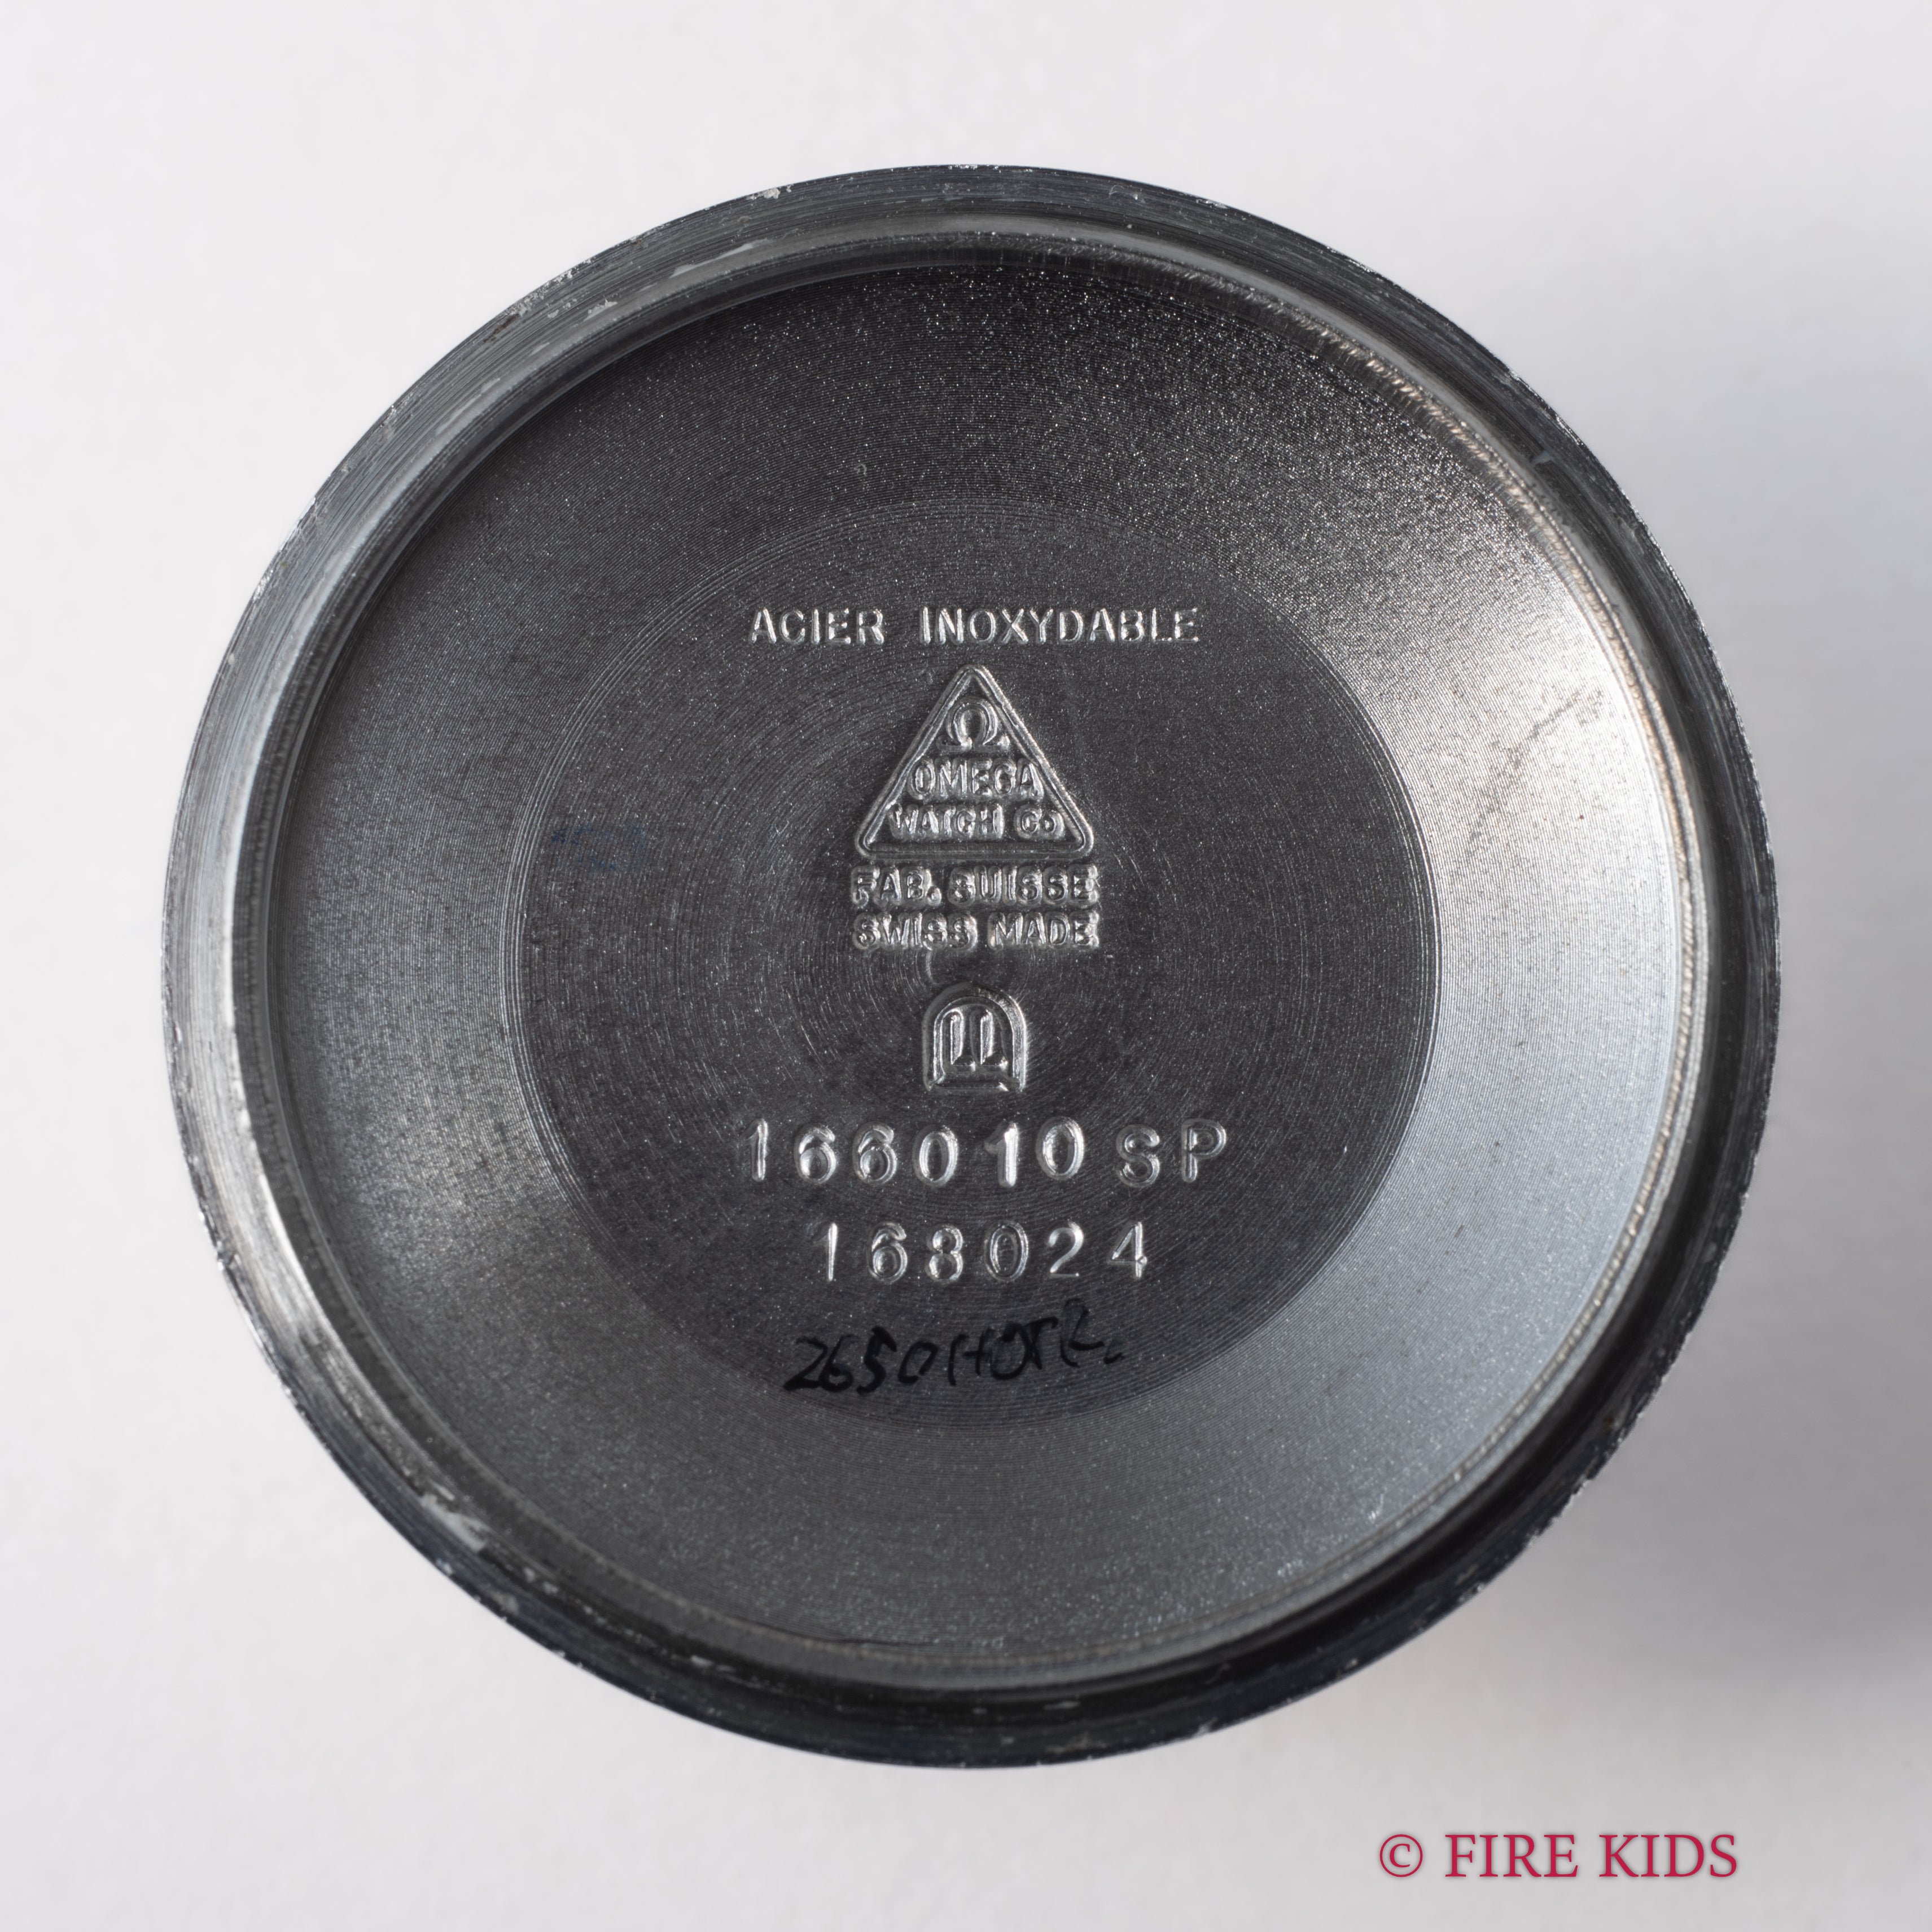 ACIER INOXYDABLE
Ω
OMEGA
WATCH Co
FAB. SUISSE
SWISS MADE
166010 SP
168024
© FIRE KIDS